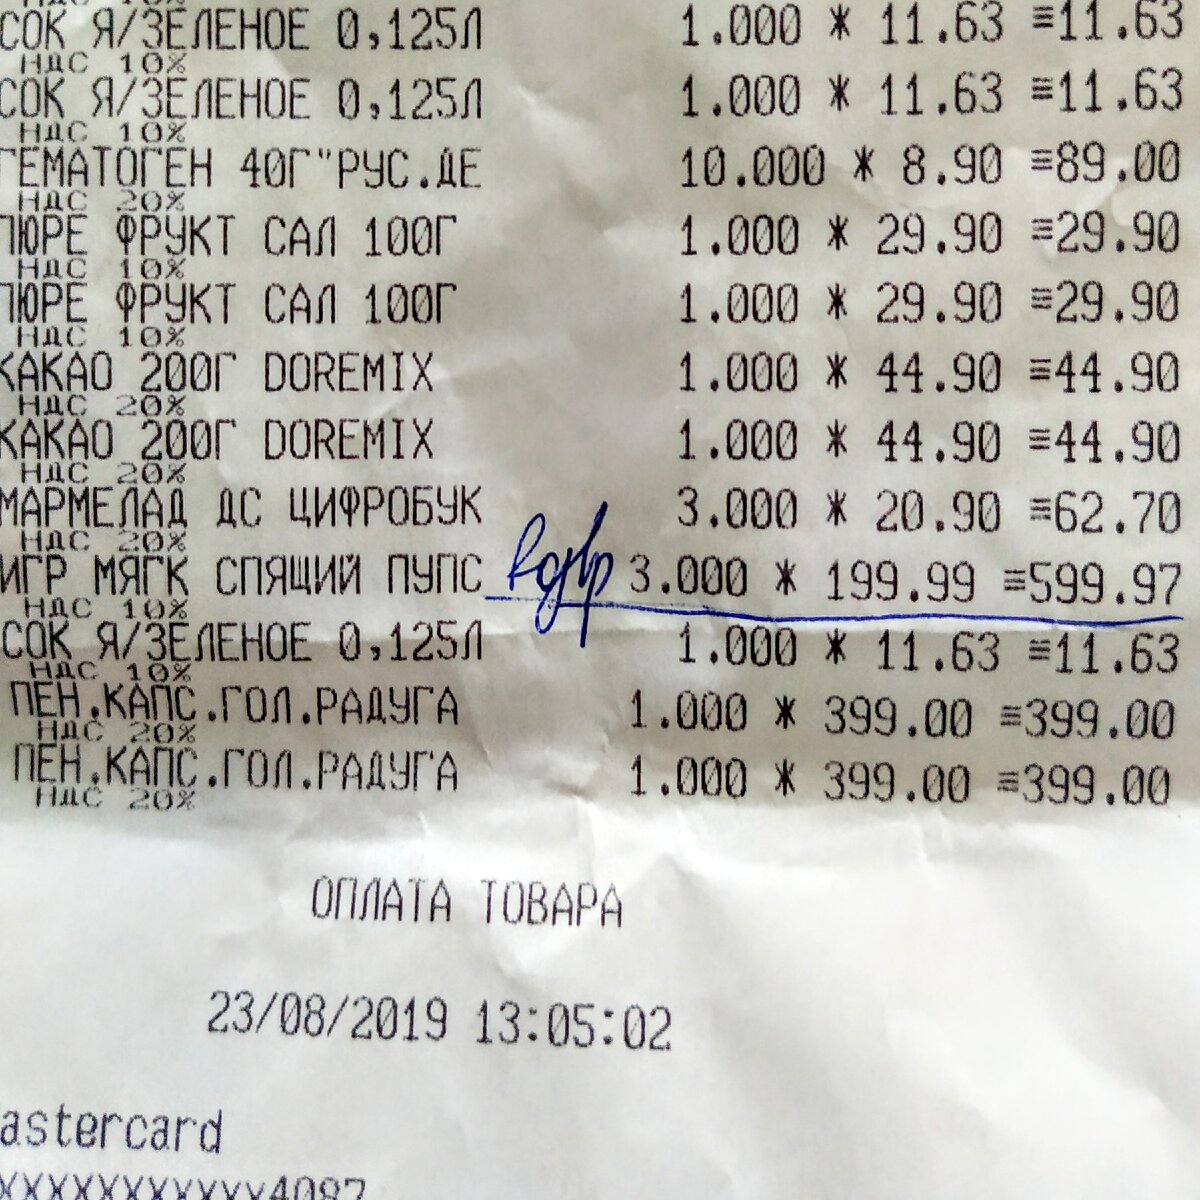 СОК Я/ЗЕЛЕНОЕ 0,125Л 1.000 * 11.63 ≡11.63
НДС 10%
СОК Я/ЗЕЛЕНОЕ 0,125Л 1.000 * 11.63 ≡11.63
НДС 10%
ГЕМАТОГЕН 40Г"РУС.ДЕ 10.000 * 8.90 ≡89.00
НДС 20%
ПЮРЕ ФРУКТ САЛ 100Г 1.000 * 29.90 ≡29.90
НДС 10%
ПЮРЕ ФРУКТ САЛ 100Г 1.000 * 29.90 ≡29.90
НДС 10%
КАКАО 200Г DOREMIX 1.000 * 44.90 ≡44.90
НДС 20%
КАКАО 200Г DOREMIX 1.000 * 44.90 ≡44.90
НДС 20%
МАРМЕЛАД ДС ЦИФРОБУК 3.000 * 20.90 ≡62.70
НДС 20%
ИГР МЯГК СПЯЩИЙ ПУПС 3.000 * 199.99 ≡599.97
НДС 10%
СОК Я/ЗЕЛЕНОЕ 0,125Л 1.000 * 11.63 ≡11.63
НДС 10%
ПЕН.КАПС.ГОЛ.РАДУГА 1.000 * 399.00 ≡399.00
НДС 20%
ПЕН.КАПС.ГОЛ.РАДУГА 1.000 * 399.00 ≡399.00
НДС 20%
ОПЛАТА ТОВАРА
23/08/2019 13:05:02
astercard
XXXXXXXXXXXX4087